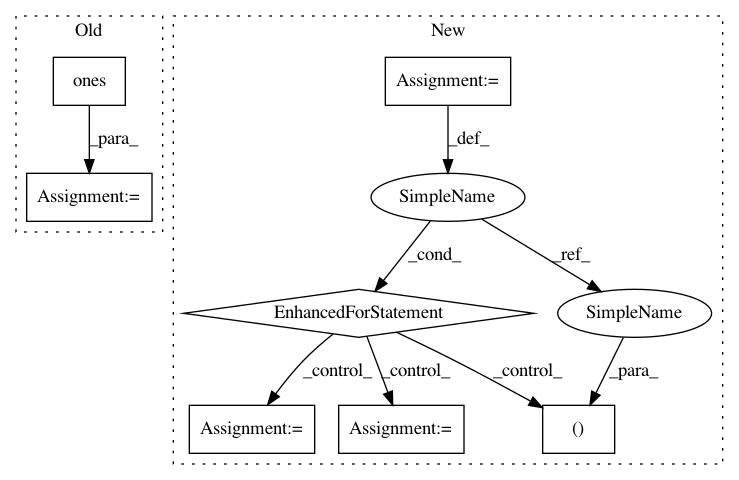 Old
New
ones
Assignment:=
_para_
_def_
Assignment:=
SimpleName
_cond_
_ref_
EnhancedForStatement
SimpleName
_control_
_control_
_control_
_para_
Assignment:=
Assignment:=
()